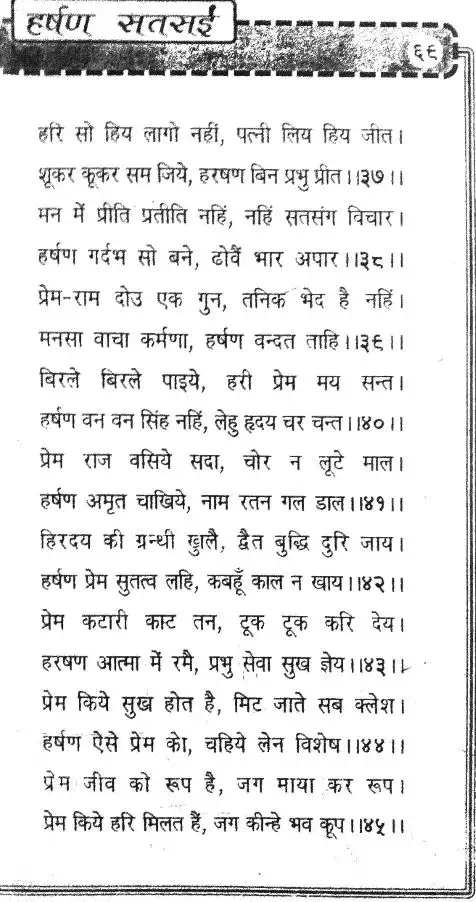 हर्षण सतसई
६९
हरि सो हिय लागो नहीं, पत्नी लिय हिय जीत।
शूकर कूकर सम जिये, हरषण बिन प्रभु प्रीत।।३७।।
मन में प्रीति प्रतीति नहिं, नहिं सतसंग विचार।
हर्षण गर्दभ सो बने, ढोवैं भार अपार।।३८।।
प्रेम-राम दोउ एक गुन, तनिक भेद है नहिं।
मनसा वाचा कर्मणा, हर्षण वन्दत ताहि।।३९।।
बिरले बिरले पाइये, हरी प्रेम मय सन्त।
हर्षण वन वन सिंह नहिं, लेहु हृदय चर चन्त।।४०।।
प्रेम राज वसिये सदा, चोर न लूटे माल।
हर्षण अमृत चाखिये, नाम रतन गल डाल।।४१।।
हिरदय की ग्रन्थी खुलै, द्वैत बुद्धि दुरि जाय।
हर्षण प्रेम सुतत्व लहि, कबहूँ काल न खाय।।४२।।
प्रेम कटारी काट तन, टूक टूक करि देय।
हरषण आत्मा में रमै, प्रभु सेवा सुख ज्ञेय।।४३।।
प्रेम किये सुख होत है, मिट जाते सब क्लेश।
हर्षण ऐसे प्रेम को, चहिये लेन विशेष।।४४।।
प्रेम जीव को रूप है, जग माया कर रूप।
प्रेम किये हरि मिलत हैं, जग कीन्हे भव कूप।।४५।।